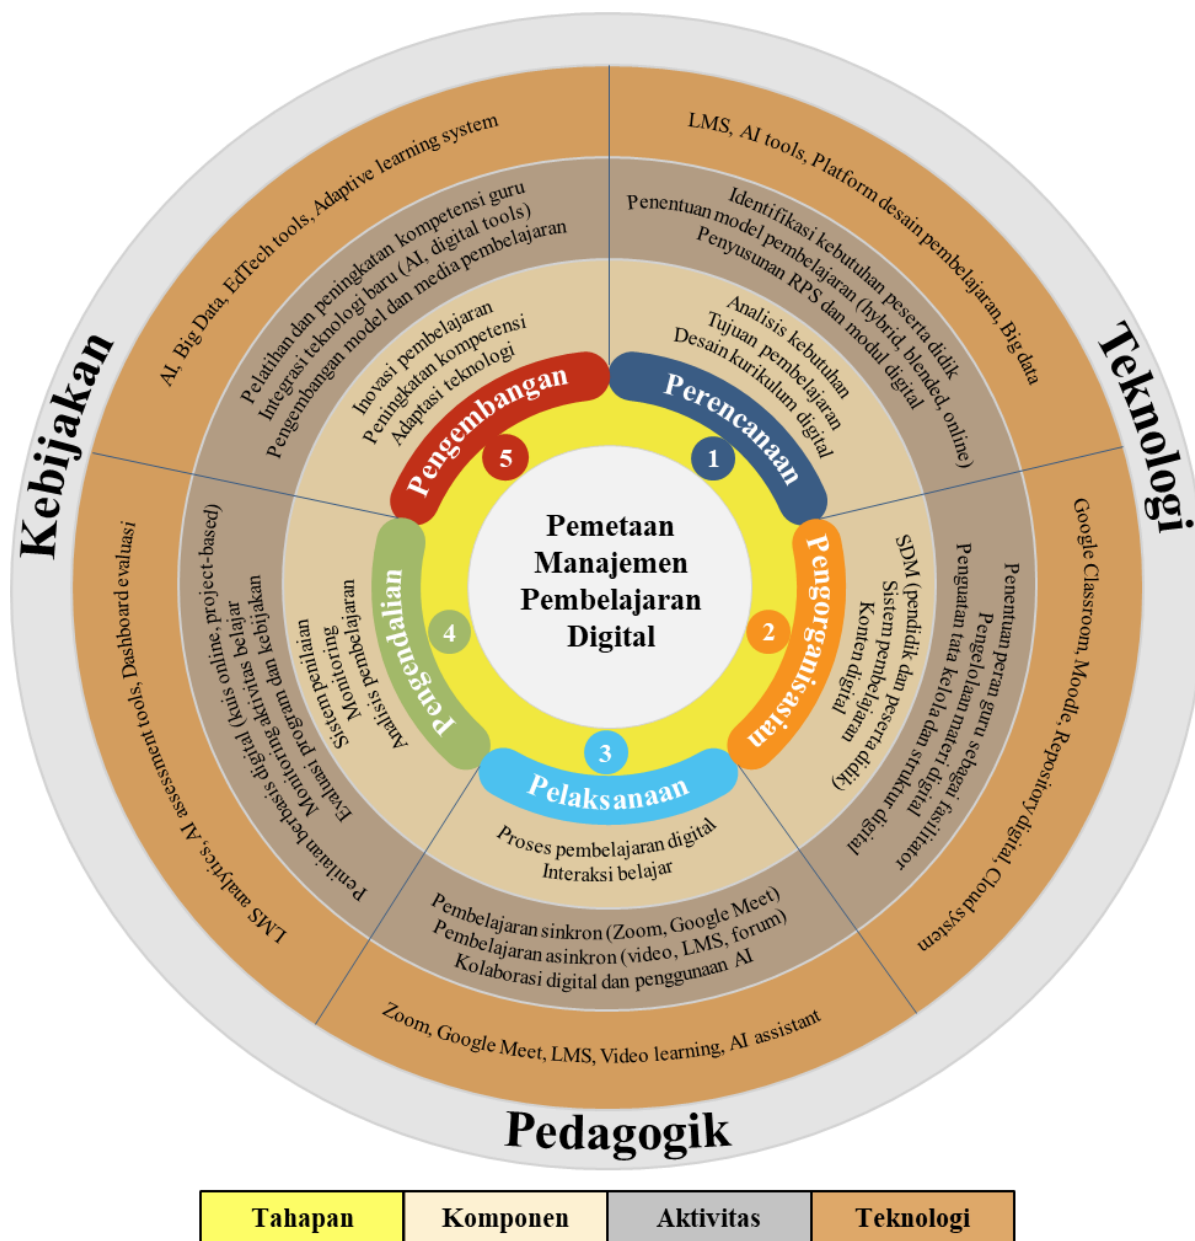 Pemetaan
Manajemen
Pembelajaran
Digital
Kebijakan
Teknologi
Pedagogik
1
Perencanaan
Analisis kebutuhan
Tujuan pembelajaran
Desain kurikulum digital
Identifikasi kebutuhan peserta didik
Penentuan model pembelajaran (hybrid, blended, online)
Penyusunan RPS dan modul digital
LMS, AI tools, Platform desain pembelajaran, Big data
2
Pengorganisasian
SDM (pendidik dan peserta didik)
Sistem pembelajaran
Konten digital
Penentuan peran guru sebagai fasilitator
Pengelolaan materi digital
Penguatan tata kelola dan struktur digital
Google Classroom, Moodle, Repository digital, Cloud system
3
Pelaksanaan
Proses pembelajaran digital
Interaksi belajar
Pembelajaran sinkron (Zoom, Google Meet)
Pembelajaran asinkron (video, LMS, forum)
Kolaborasi digital dan penggunaan AI
Zoom, Google Meet, LMS, Video learning, AI assistant
4
Pengendalian
Sistem penilaian
Monitoring
Analisis pembelajaran
Penilaian berbasis digital (kuis online, project-based)
Monitoring aktivitas belajar
Evaluasi program dan kebijakan
LMS analytics, AI assessment tools, Dashboard evaluasi
5
Pengembangan
Inovasi pembelajaran
Peningkatan kompetensi
Adaptasi teknologi
Pelatihan dan peningkatan kompetensi guru
Integrasi teknologi baru (AI, digital tools)
Pengembangan model dan media pembelajaran
AI, Big Data, EdTech tools, Adaptive learning system
Tahapan
Komponen
Aktivitas
Teknologi